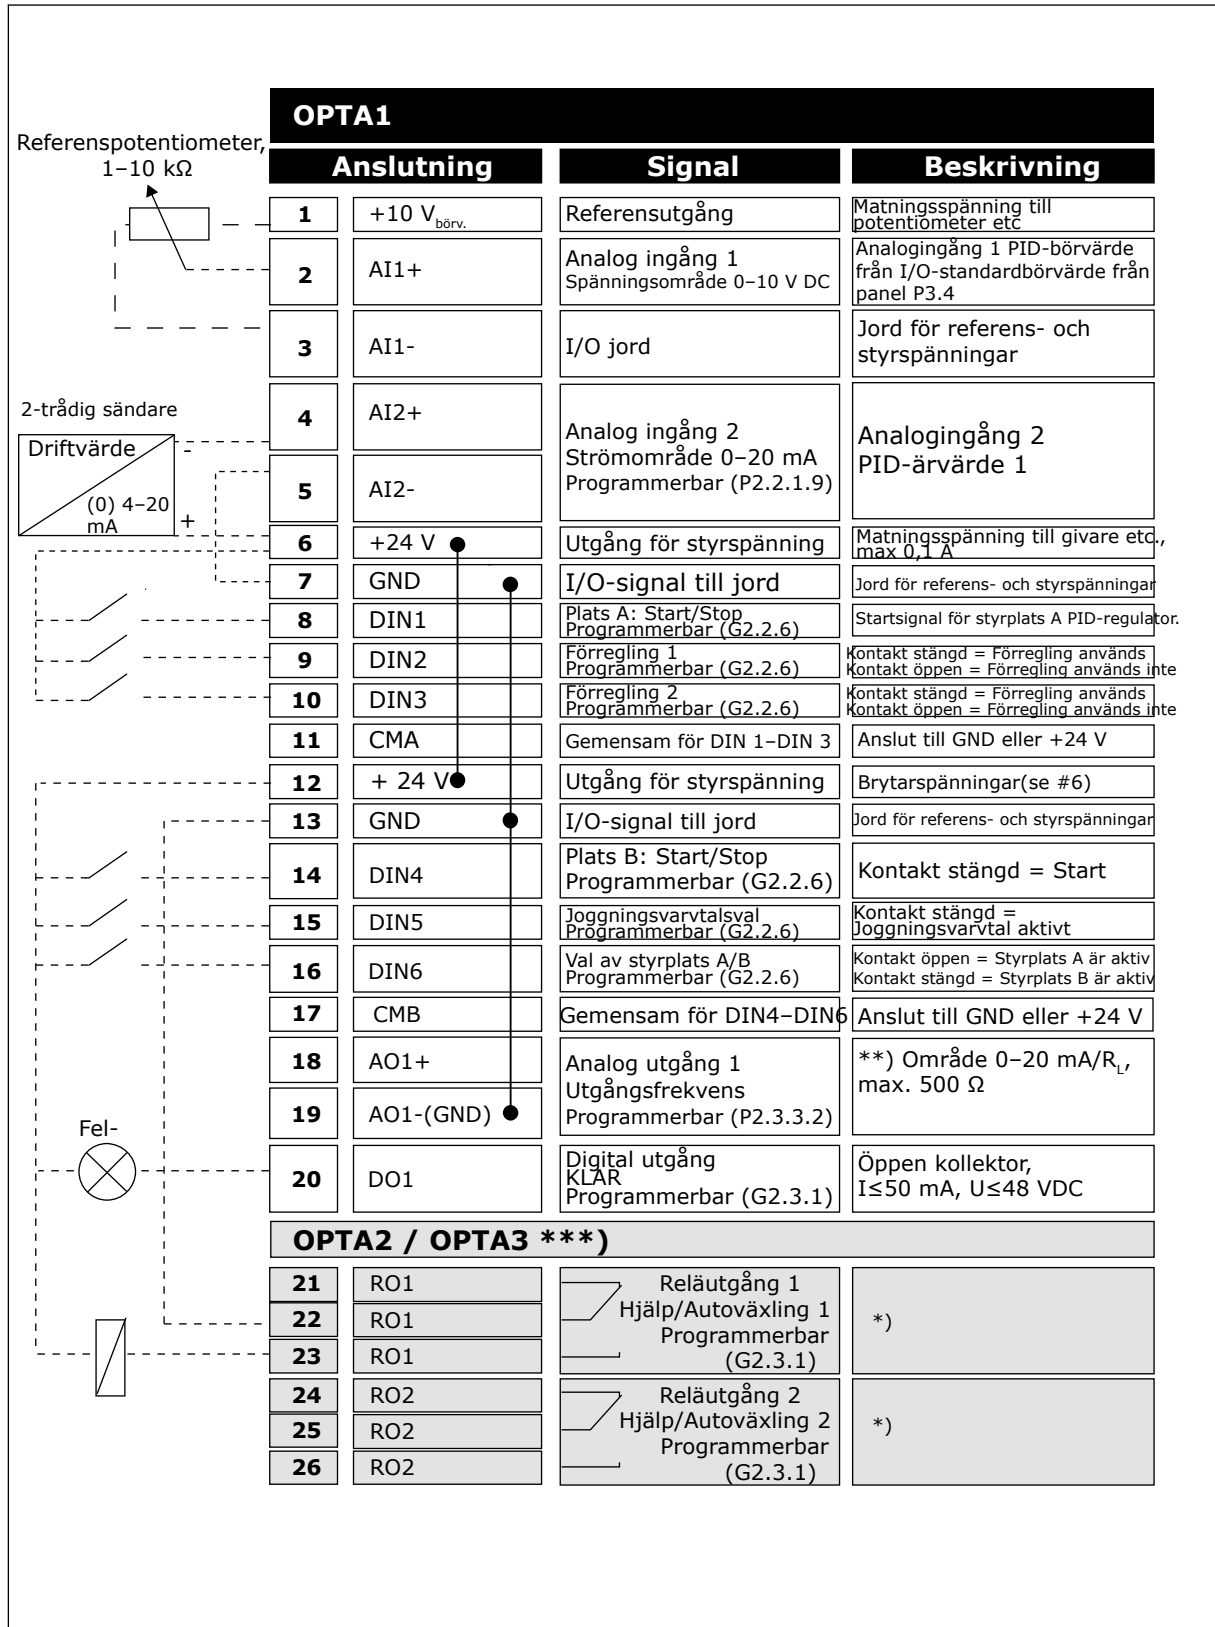 OPTA1
Referenspotentiometer,
1–10 kΩ
Anslutning Signal Beskrivning
1 +10 V börv. Referensutgång Matningsspänning till
potentiometer etc
2 AI1+ Analog ingång 1
Spänningsområde 0–10 V DC
Analogingång 1 PID-börvärde
från I/O-standardbörvärde från
panel P3.4
3 AI1- I/O jord Jord för referens- och
styrspänningar
2-trådig sändare
Driftvärde -
(0) 4–20
mA +
4 AI2+
5 AI2-
Analog ingång 2
Strömområde 0–20 mA
Programmerbar (P2.2.1.9)
Analogingång 2
PID-ärvärde 1
6 +24 V Utgång för styrspänning Matningsspänning till givare etc.,
max 0,1 A
7 GND I/O-signal till jord Jord för referens- och styrspänningar
8 DIN1 Plats A: Start/Stop
Programmerbar (G2.2.6)
Startsignal för styrplats A PID-regulator.
9 DIN2 Förregling 1
Programmerbar (G2.2.6)
Kontakt stängd = Förregling används
Kontakt öppen = Förregling används inte
10 DIN3 Förregling 2
Programmerbar (G2.2.6)
Kontakt stängd = Förregling används
Kontakt öppen = Förregling används inte
11 CMA Gemensam för DIN 1–DIN 3 Anslut till GND eller +24 V
12 + 24 V Utgång för styrspänning Brytarspänningar(se #6)
13 GND I/O-signal till jord Jord för referens- och styrspänningar
14 DIN4 Plats B: Start/Stop
Programmerbar (G2.2.6)
Kontakt stängd = Start
15 DIN5 Joggningsvarvtalsval
Programmerbar (G2.2.6)
Kontakt stängd =
Joggningsvarvtal aktivt
16 DIN6 Val av styrplats A/B
Programmerbar (G2.2.6)
Kontakt öppen = Styrplats A är aktiv
Kontakt stängd = Styrplats B är aktiv
17 CMB Gemensam för DIN4–DIN6 Anslut till GND eller +24 V
18 AO1+
19 AO1-(GND)
Analog utgång 1
Utgångsfrekvens
Programmerbar (P2.3.3.2)
**) Område 0–20 mA/RL,
max. 500 Ω
Fel-
20 DO1 Digital utgång
KLAR
Programmerbar (G2.3.1)
Öppen kollektor,
I≤50 mA, U≤48 VDC
OPTA2 / OPTA3 ***)
21 RO1
22 RO1
23 RO1
Reläutgång 1
Hjälp/Autoväxling 1
Programmerbar
(G2.3.1)
*)
24 RO2
25 RO2
26 RO2
Reläutgång 2
Hjälp/Autoväxling 2
Programmerbar
(G2.3.1)
*)